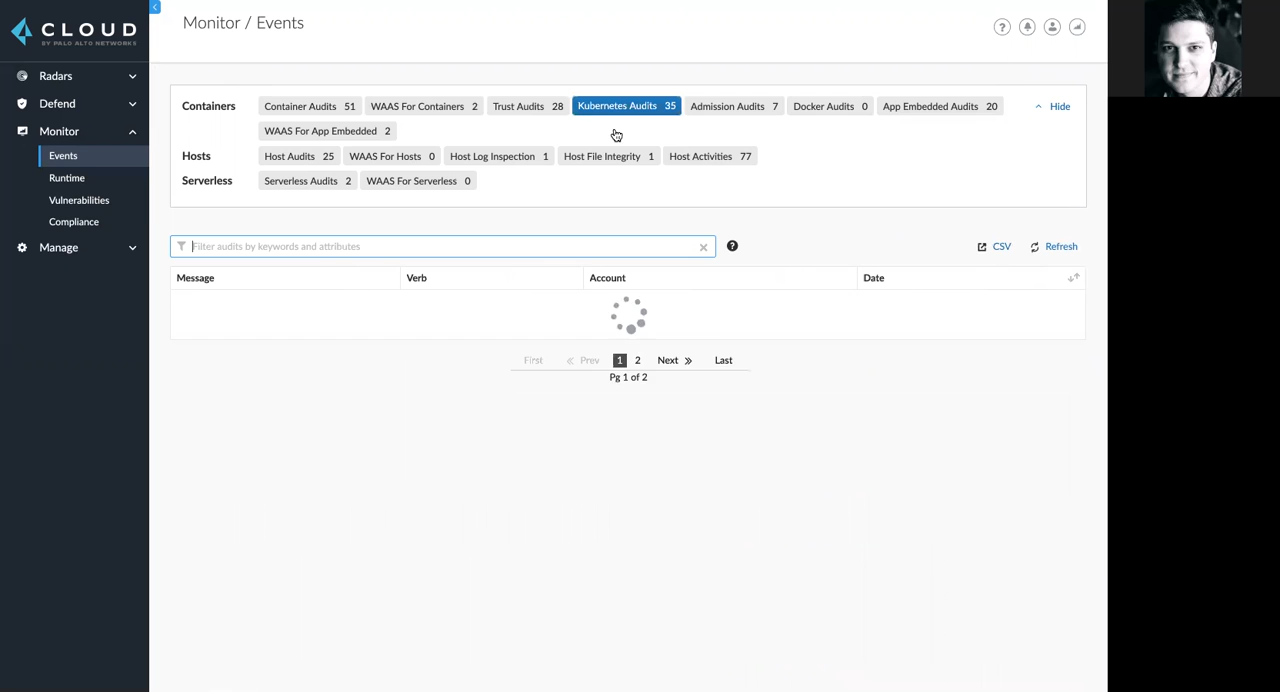 CLOUD
BY PALO ALTO NETWORKS
Monitor / Events
Radars
Defend
Monitor
Events
Runtime
Vulnerabilities
Compliance
Manage
Containers Container Audits 51 WAAS For Containers 2 Trust Audits 28 Kubernetes Audits 35 Admission Audits 7 Docker Audits 0 App Embedded Audits 20 Hide
WAAS For App Embedded 2
Hosts Host Audits 25 WAAS For Hosts 0 Host Log Inspection 1 Host File Integrity 1 Host Activities 77
Serverless Serverless Audits 2 WAAS For Serverless 0
Filter audits by keywords and attributes CSV Refresh
Message Verb Account Date
First Prev 1 2 Next Last
Pg 1 of 2